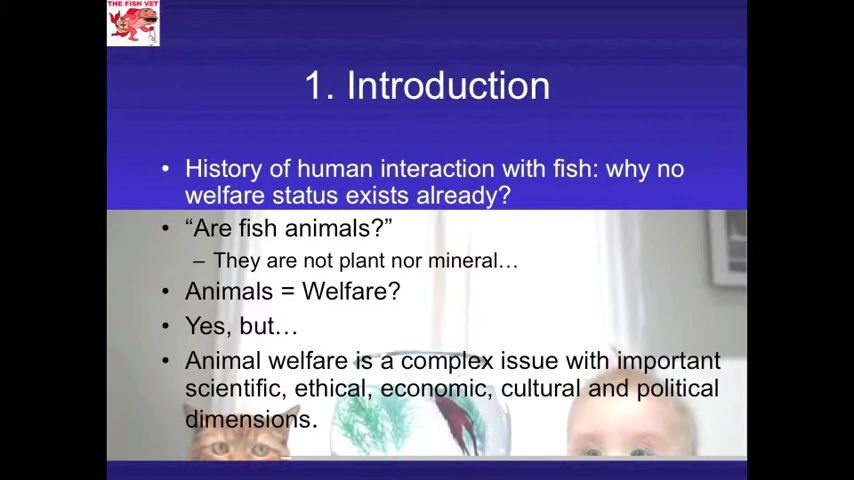 THE FISH VET
1. Introduction
• History of human interaction with fish: why no
welfare status exists already?
• “Are fish animals?”
– They are not plant nor mineral…
• Animals = Welfare?
• Yes, but…
• Animal welfare is a complex issue with important
scientific, ethical, economic, cultural and political
dimensions.